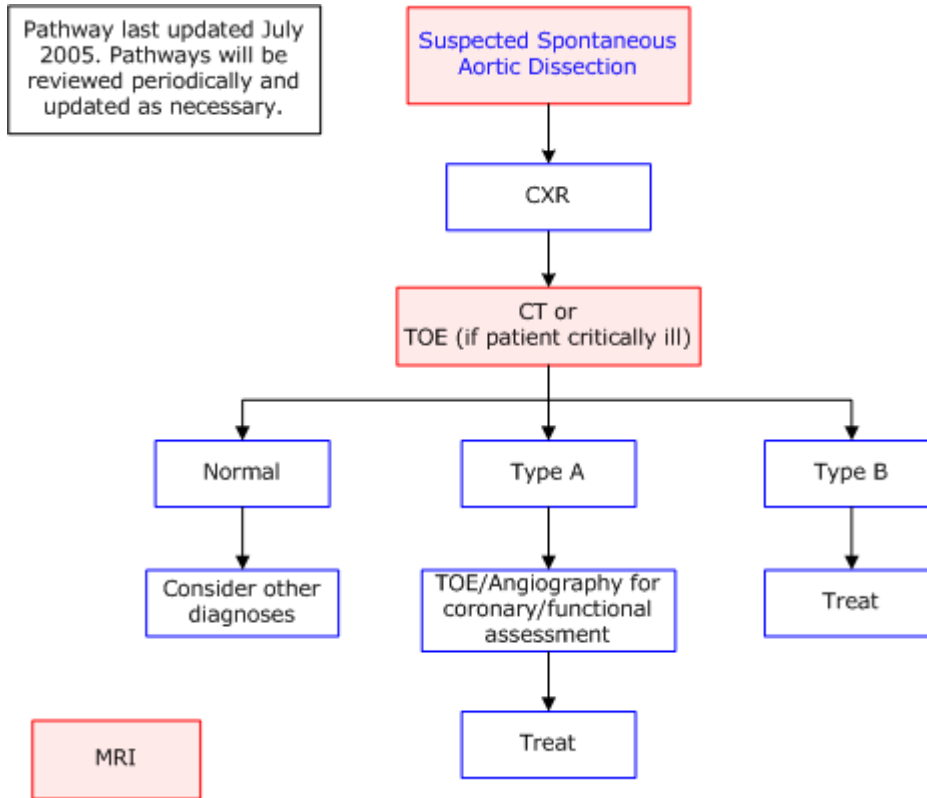 Pathway last updated July
2005. Pathways will be
reviewed periodically and
updated as necessary.
Suspected Spontaneous
Aortic Dissection
CXR
CT or
TOE (if patient critically ill)
Normal
Type A
Type B
Consider other
diagnoses
TOE/Angiography for
coronary/functional
assessment
Treat
Treat
MRI